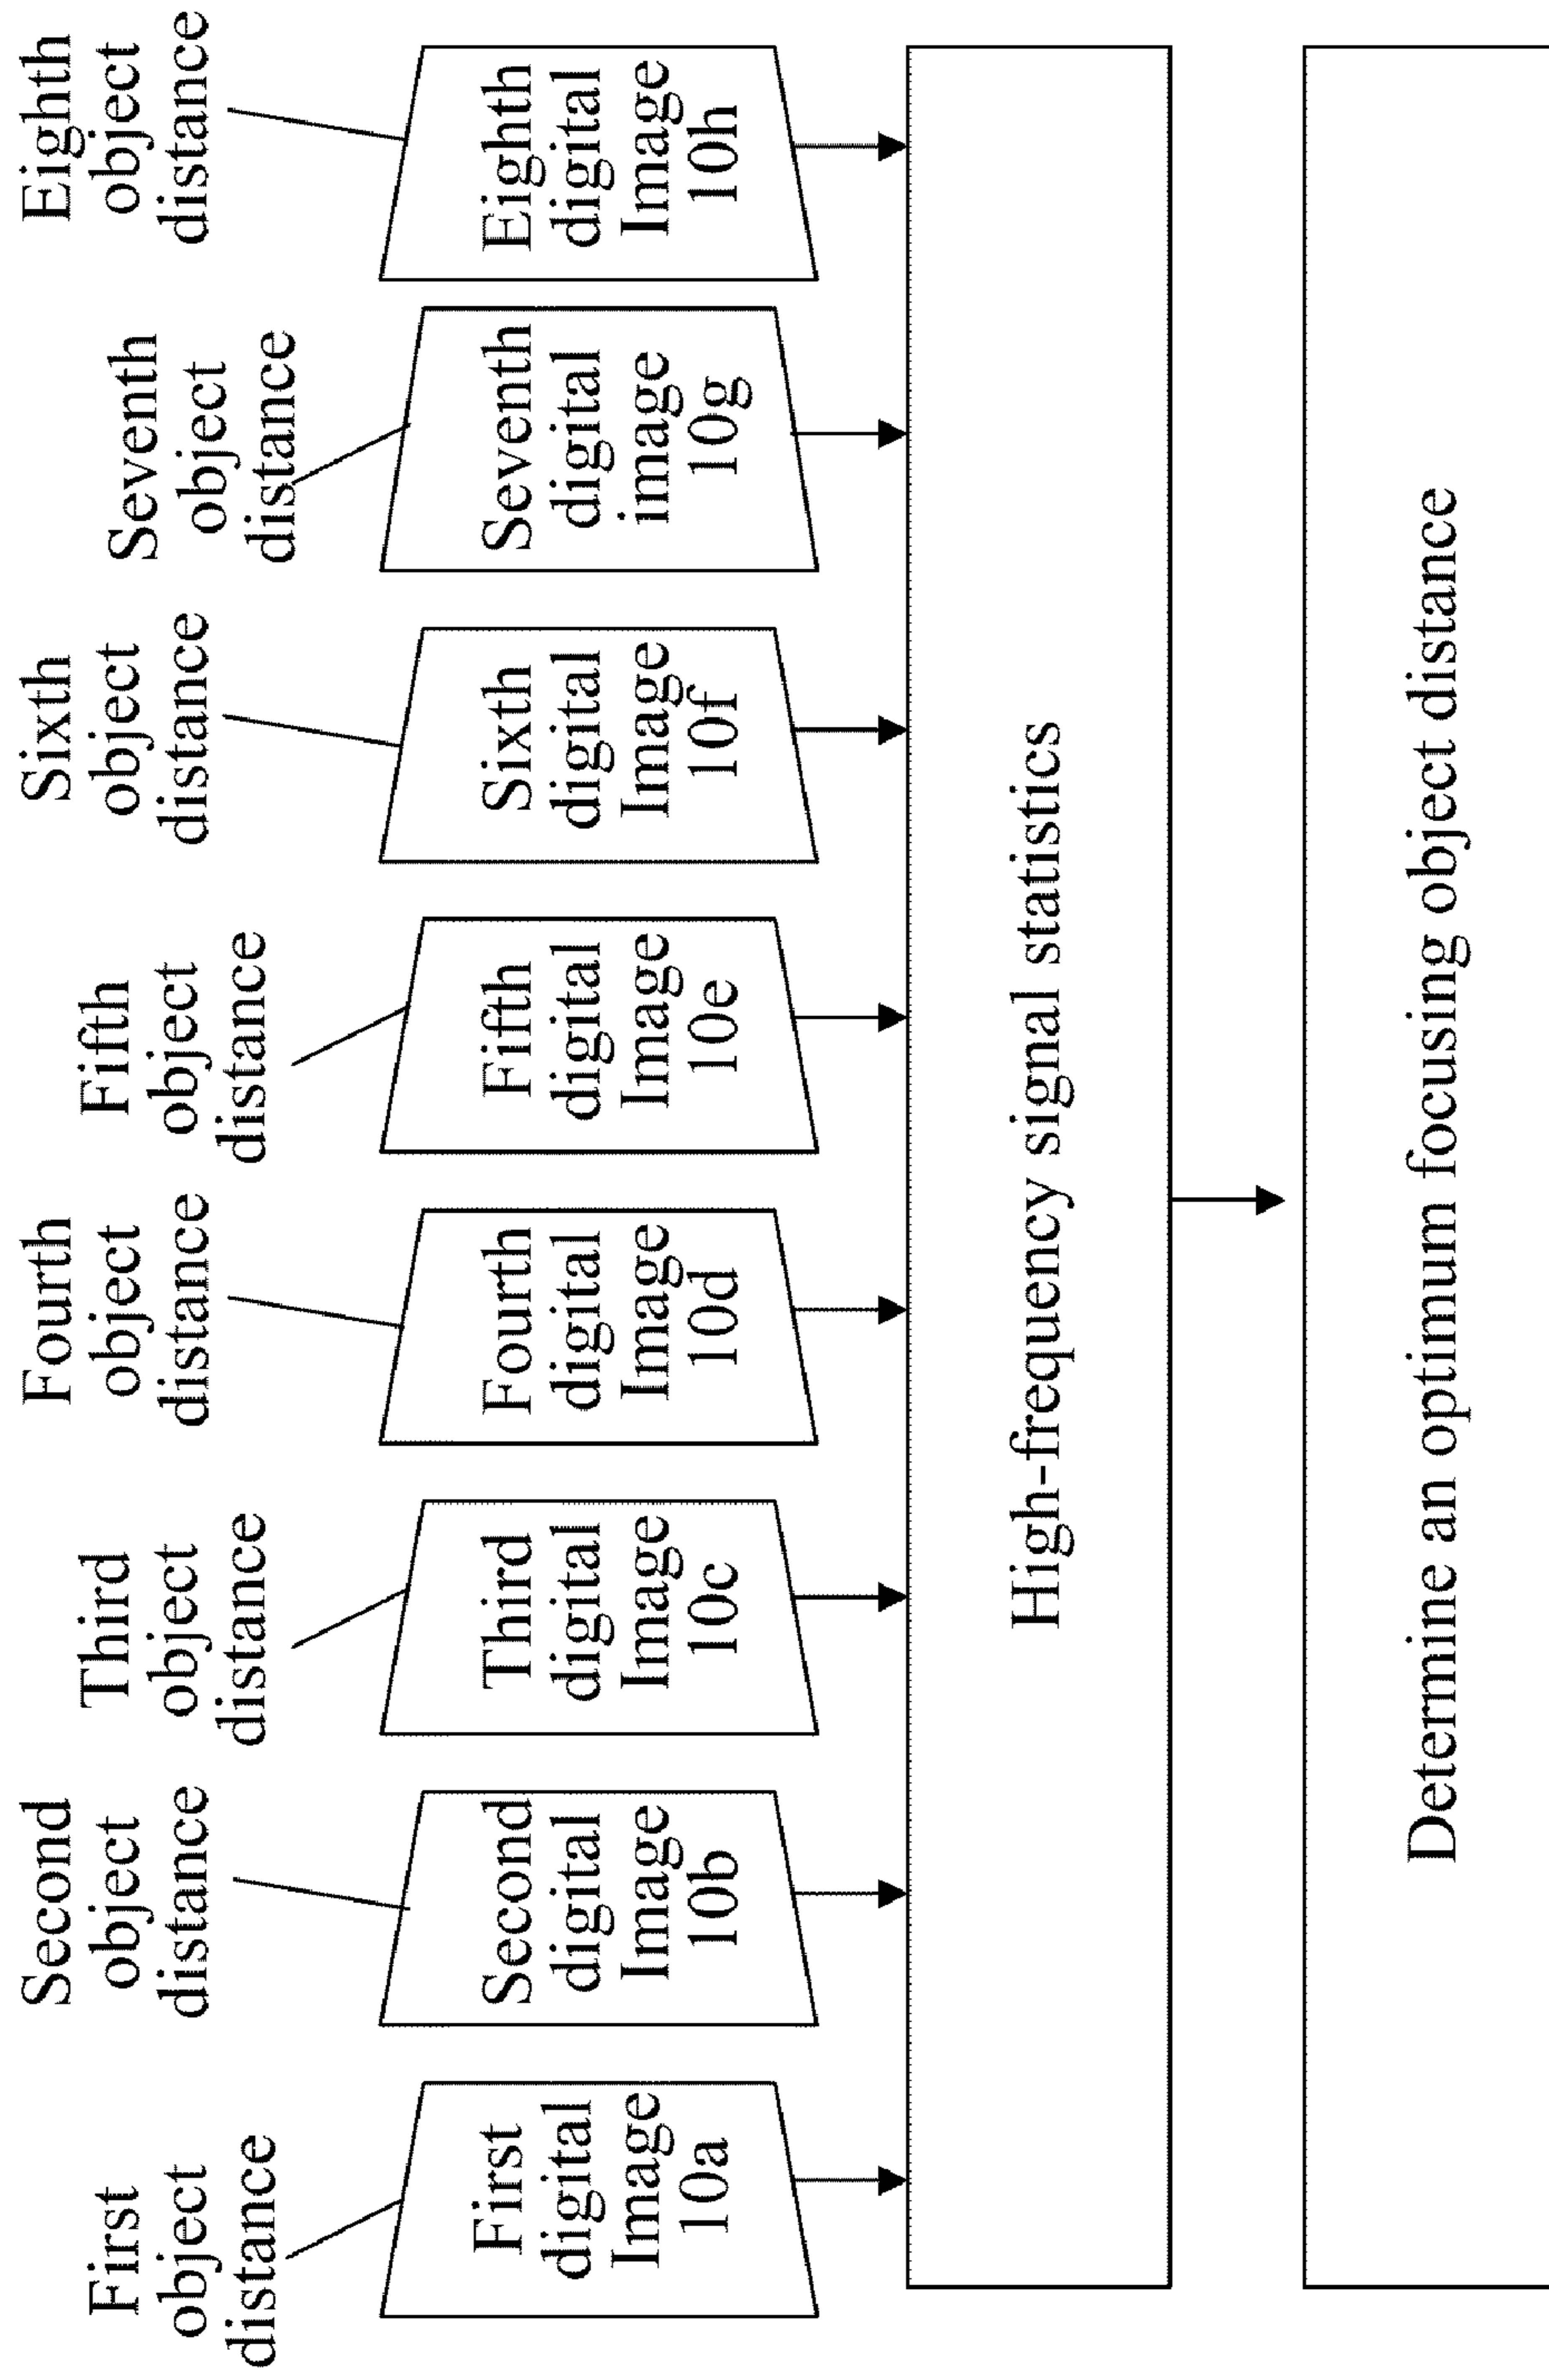 First
object
distance
Second
object
distance
Third
object
distance
Fourth
object
distance
Fifth
object
distance
Sixth
object
distance
Seventh
object
distance
Eighth
object
distance
First
digital
Image
10a
Second
digital
Image
10b
Third
digital
Image
10c
Fourth
digital
Image
10d
Fifth
digital
Image
10e
Sixth
digital
Image
10f
Seventh
digital
image
10g
Eighth
digital
Image
10h
High-frequency signal statistics
Determine an optimum focusing object distance